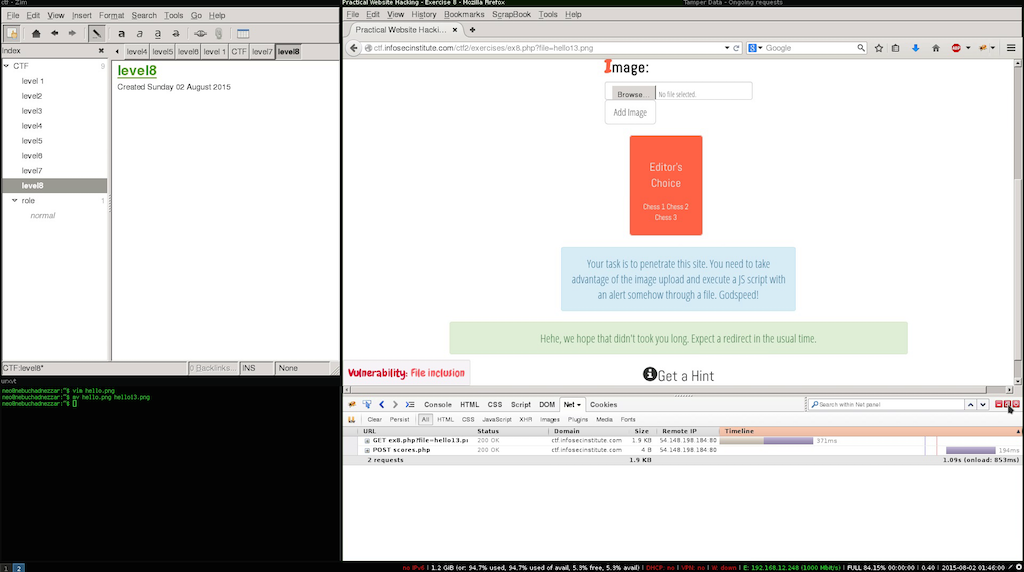 ctf - Zim
File Edit View Insert Format Search Tools Go Help
Index
level4 level5 level6 level 1 CTF level7 level8
CTF 9
level 1
level2
level3
level4
level5
level6
level7
level8
role 1
normal
level8
Created Sunday 02 August 2015
CTF:level8*
0 Backlinks...
INS
None
urxvt
neo@nebuchadnezzar:~$ vim hello.png
neo@nebuchadnezzar:~$ mv hello.png hello13.png
neo@nebuchadnezzar:~$
Practical Website Hacking - Exercise 8 - Mozilla Firefox
Tamper Data - Ongoing requests
File Edit View History Bookmarks ScrapBook Tools Help
Practical Website Hacki...
ctf.infosecinstitute.com/ctf2/exercises/ex8.php?file=hello13.png
Google
ABP
Image:
Browse... No file selected.
Add Image
Editor's
Choice
Chess 1 Chess 2
Chess 3
Your task is to penetrate this site. You need to take
advantage of the image upload and execute a JS script with
an alert somehow through a file. Godspeed!
Hehe, we hope that didn't took you long. Expect a redirect in the usual time.
Vulnerability: File inclusion
Get a Hint
Console HTML CSS Script DOM Net Cookies
Search within Net panel
Clear Persist All HTML CSS JavaScript XHR Images Plugins Media Fonts
URL Status Domain Size Remote IP Timeline
GET ex8.php?file=hello13.p 200 OK ctf.infosecinstitute.com 1.9 KB 54.148.198.184:80 371ms
POST scores.php 200 OK ctf.infosecinstitute.com 4 B 54.148.198.184:80 194ms
2 requests 1.9 KB 1.09s (onload: 853ms)
1 2
no IPv6 | 1.2 GiB (or: 94.7% used, 94.7% used of avail, 5.3% free, 5.3% avail) | DHCP: no | VPN: no | W: down | E: 192.168.12.248 (1000 Mbit/s) | FULL 84.15% 00:00:00 | 0.40 | 2015-08-02 01:46:00